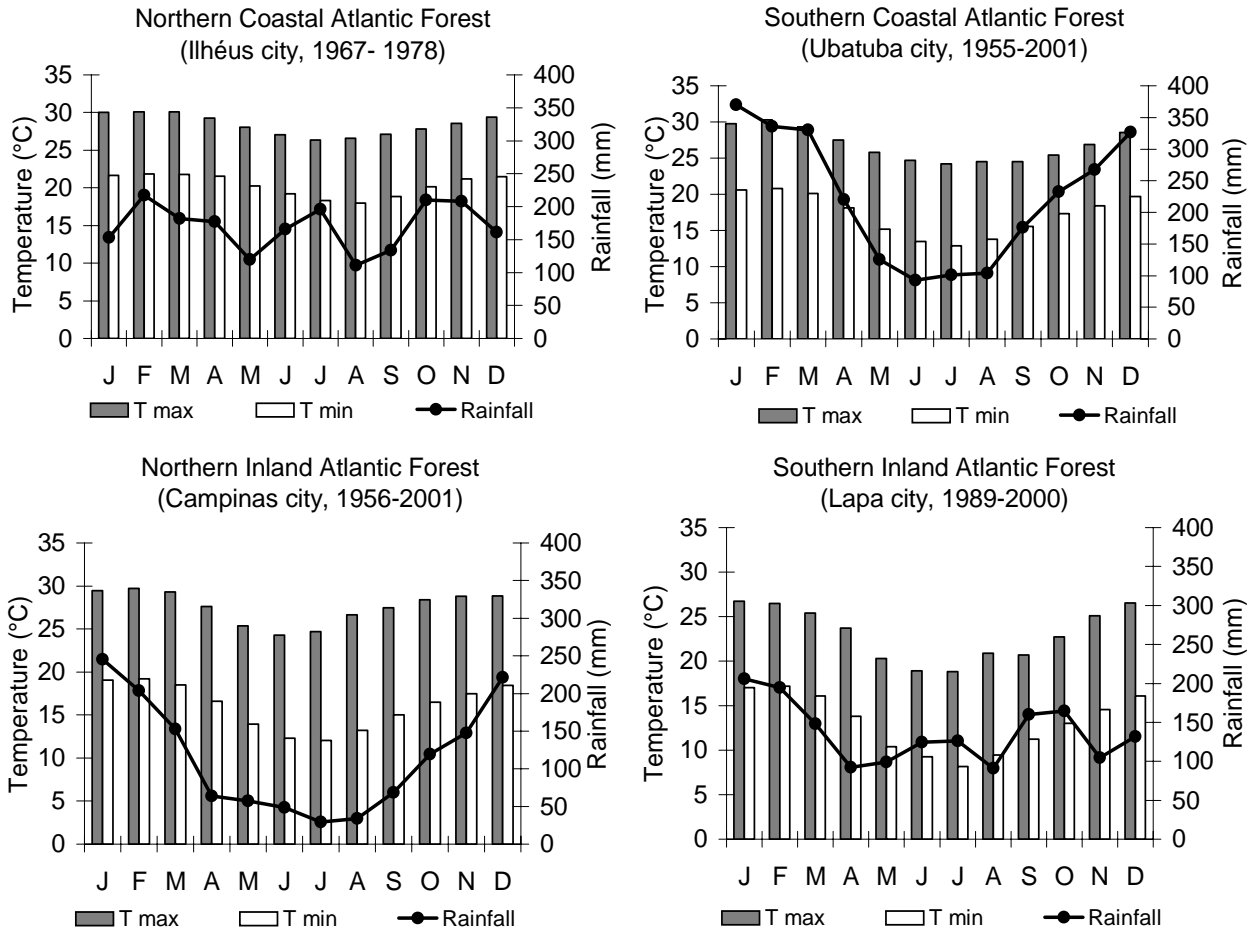 Northern Coastal Atlantic Forest
(Ilhéus city, 1967- 1978)
35
30
25
20
15
10
5
0
Temperature (°C)
400
350
300
250
200
150
100
50
0
Rainfall (mm)
J F M A M J J A S O N D
T max T min Rainfall
Southern Coastal Atlantic Forest
(Ubatuba city, 1955-2001)
35
30
25
20
15
10
5
0
Temperature (°C)
400
350
300
250
200
150
100
50
0
Rainfall (mm)
J F M A M J J A S O N D
T max T min Rainfall
Northern Inland Atlantic Forest
(Campinas city, 1956-2001)
35
30
25
20
15
10
5
0
Temperature (°C)
400
350
300
250
200
150
100
50
0
Rainfall (mm)
J F M A M J J A S O N D
T max T min Rainfall
Southern Inland Atlantic Forest
(Lapa city, 1989-2000)
35
30
25
20
15
10
5
0
Temperature (°C)
400
350
300
250
200
150
100
50
0
Rainfall (mm)
J F M A M J J A S O N D
T max T min Rainfall